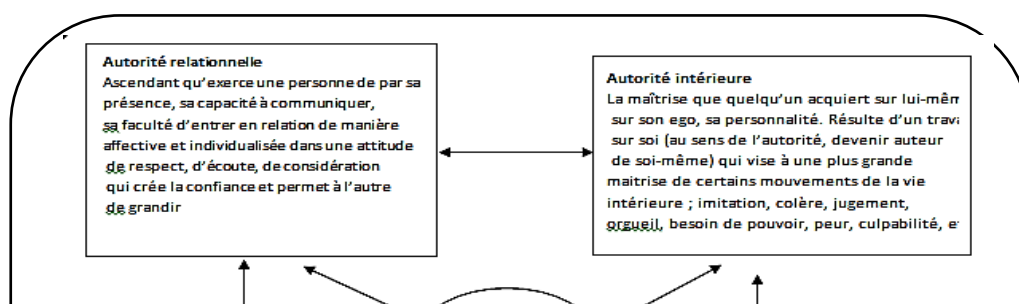 Autorité relationnelle
Ascendant qu'exerce une personne de par sa
présence, sa capacité à communiquer,
sa faculté d'entrer en relation de manière
affective et individualisée dans une attitude
de respect, d'écoute, de considération
qui crée la confiance et permet à l'autre
de grandir
Autorité intérieure
La maîtrise que quelqu'un acquiert sur lui-mêm
sur son ego, sa personnalité. Résulte d'un trava
sur soi (au sens de l'autorité, devenir auteur
de soi-même) qui vise à une plus grande
maitrise de certains mouvements de la vie
intérieure ; imitation, colère, jugement,
orgueil, besoin de pouvoir, peur, culpabilité,